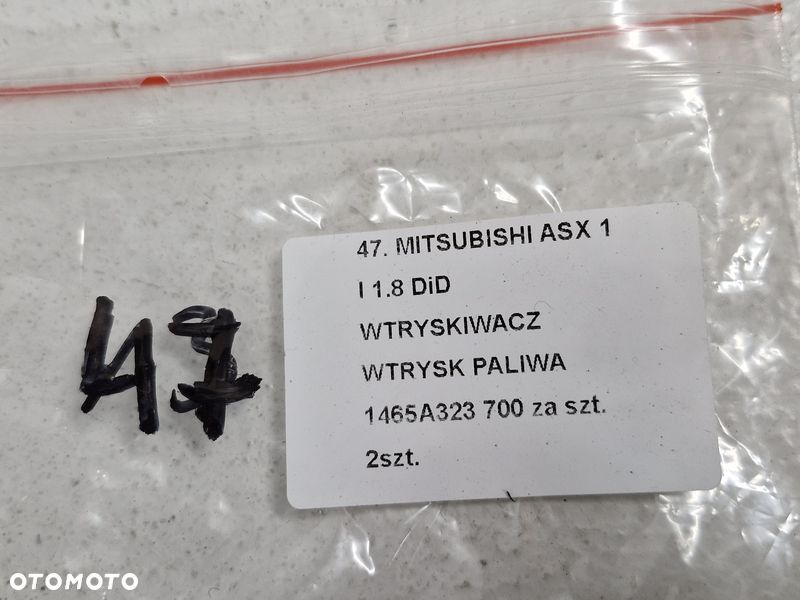 47. MITSUBISHI ASX 1
I 1.8 DiD
WTRYSKIWACZ
WTRYSK PALIWA
1465A323 700 za szt.
2szt.
47
OTOMOTO